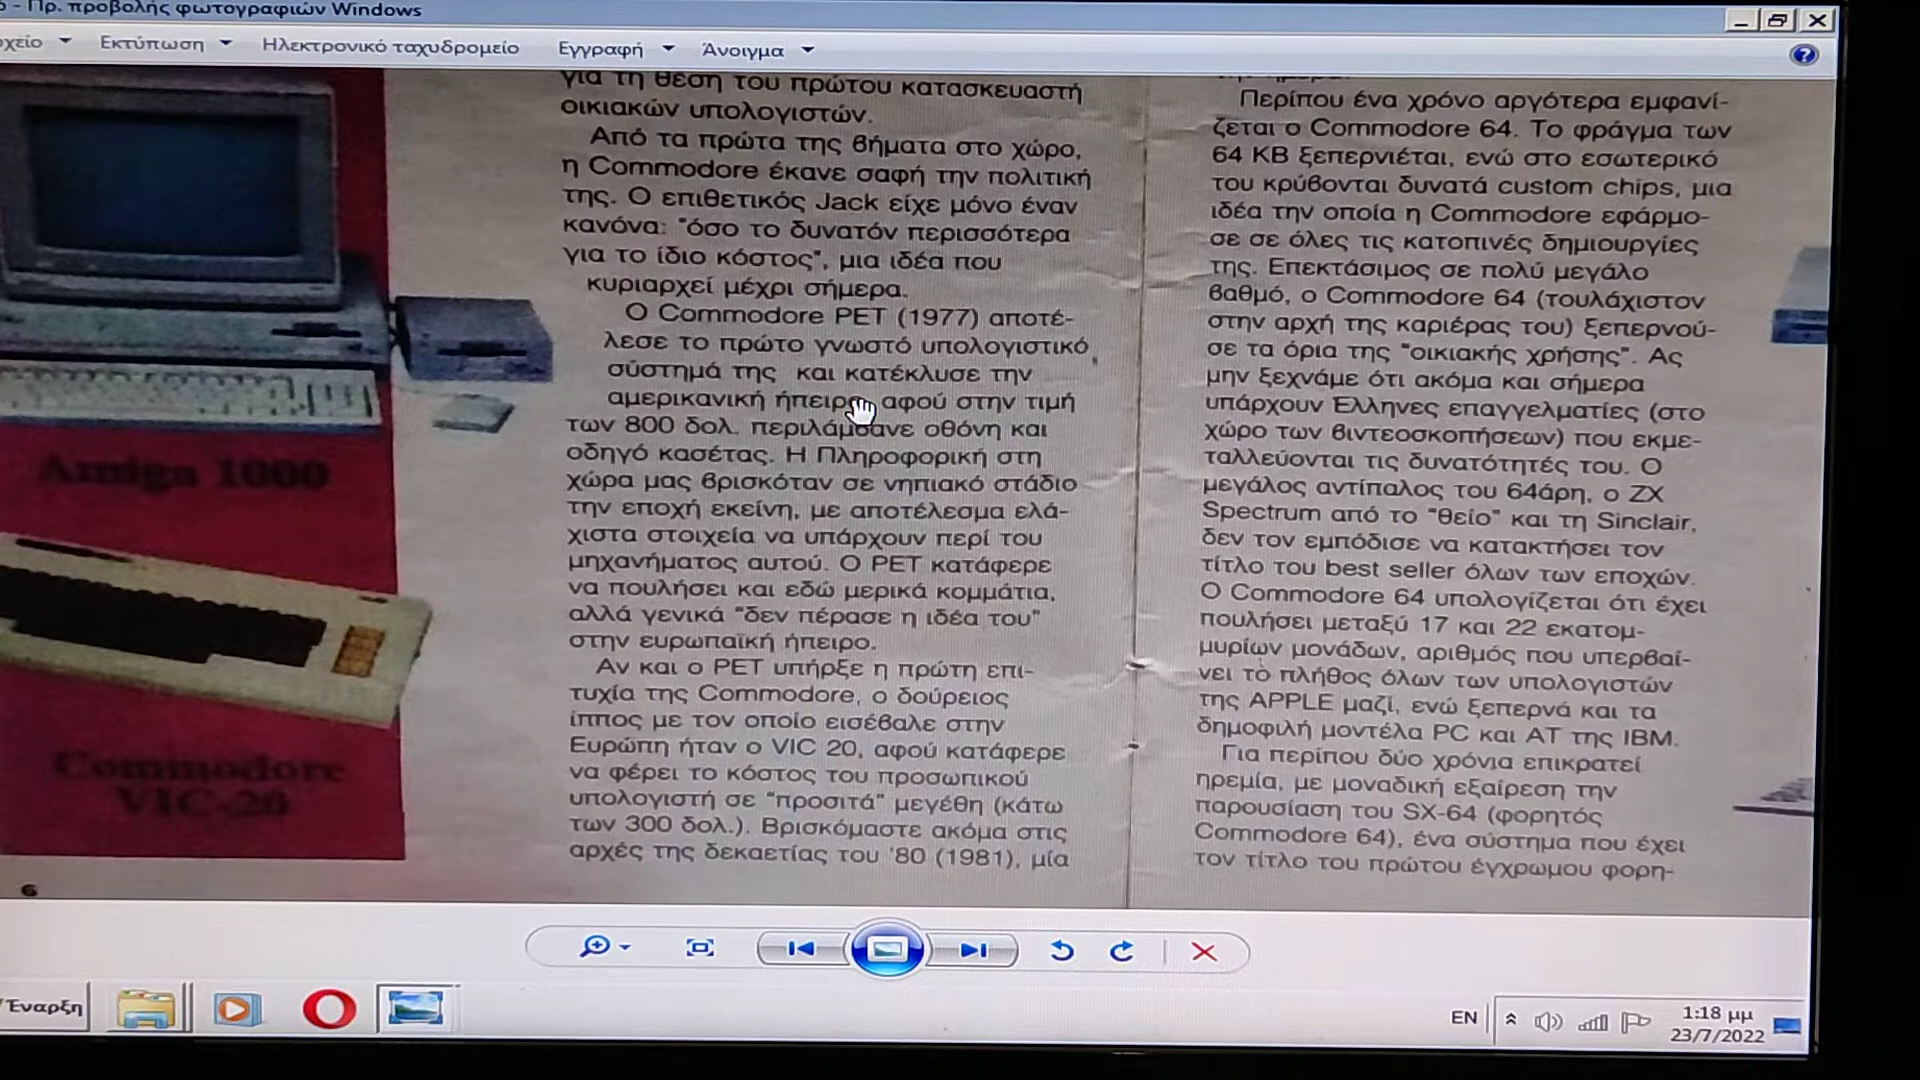 - Πρ. προβολής φωτογραφιών Windows
Εκτύπωση Ηλεκτρονικό ταχυδρομείο Εγγραφή Άνοιγμα
για τη θέση του πρώτου κατασκευαστή
οικιακών υπολογιστών.
Από τα πρώτα της βήματα στο χώρο,
η Commodore έκανε σαφή την πολιτική
της. Ο επιθετικός Jack είχε μόνο έναν
κανόνα: "όσο το δυνατόν περισσότερα
για το ίδιο κόστος", μια ιδέα που
κυριαρχεί μέχρι σήμερα.
Ο Commodore PET (1977) αποτέ-
λεσε το πρώτο γνωστό υπολογιστικό
σύστημά της και κατέκλυσε την
αμερικανική ήπειρο, αφού στην τιμή
των 800 δολ. περιλάμβανε οθόνη και
οδηγό κασέτας. Η Πληροφορική στη
χώρα μας βρισκόταν σε νηπιακό στάδιο
την εποχή εκείνη, με αποτέλεσμα ελά-
χιστα στοιχεία να υπάρχουν περί του
μηχανήματος αυτού. Ο PET κατάφερε
να πουλήσει και εδώ μερικά κομμάτια,
αλλά γενικά "δεν πέρασε η ιδέα του"
στην ευρωπαϊκή ήπειρο.
Αν και ο PET υπήρξε η πρώτη επι-
τυχία της Commodore, ο δούρειος
ίππος με τον οποίο εισέβαλε στην
Ευρώπη ήταν ο VIC 20, αφού κατάφερε
να φέρει το κόστος του προσωπικού
υπολογιστή σε "προσιτά" μεγέθη (κάτω
των 300 δολ.). Βρισκόμαστε ακόμα στις
αρχές της δεκαετίας του '80 (1981), μία
Περίπου ένα χρόνο αργότερα εμφανί-
ζεται ο Commodore 64. Το φράγμα των
64 KB ξεπερνιέται, ενώ στο εσωτερικό
του κρύβονται δυνατά custom chips, μια
ιδέα την οποία η Commodore εφάρμο-
σε σε όλες τις κατοπινές δημιουργίες
της. Επεκτάσιμος σε πολύ μεγάλο
βαθμό, ο Commodore 64 (τουλάχιστον
στην αρχή της καριέρας του) ξεπερνού-
σε τα όρια της "οικιακής χρήσης". Ας
μην ξεχνάμε ότι ακόμα και σήμερα
υπάρχουν Έλληνες επαγγελματίες (στο
χώρο των βιντεοσκοπήσεων) που εκμε-
ταλλεύονται τις δυνατότητές του. Ο
μεγάλος αντίπαλος του 64άρη, ο ZX
Spectrum από το "θείο" και τη Sinclair,
δεν τον εμπόδισε να κατακτήσει τον
τίτλο του best seller όλων των εποχών.
Ο Commodore 64 υπολογίζεται ότι έχει
πουλήσει μεταξύ 17 και 22 εκατομ-
μυρίων μονάδων, αριθμός που υπερβαί-
νει το πλήθος όλων των υπολογιστών
της APPLE μαζί, ενώ ξεπερνά και τα
δημοφιλή μοντέλα PC και AT της IBM.
Για περίπου δύο χρόνια επικρατεί
ηρεμία, με μοναδική εξαίρεση την
παρουσίαση του SX-64 (φορητός
Commodore 64), ένα σύστημα που έχει
τον τίτλο του πρώτου έγχρωμου φορη-
Amiga 1000
Commodore
VIC-20
6
Έναρξη
EN
1:18 μμ
23/7/2022